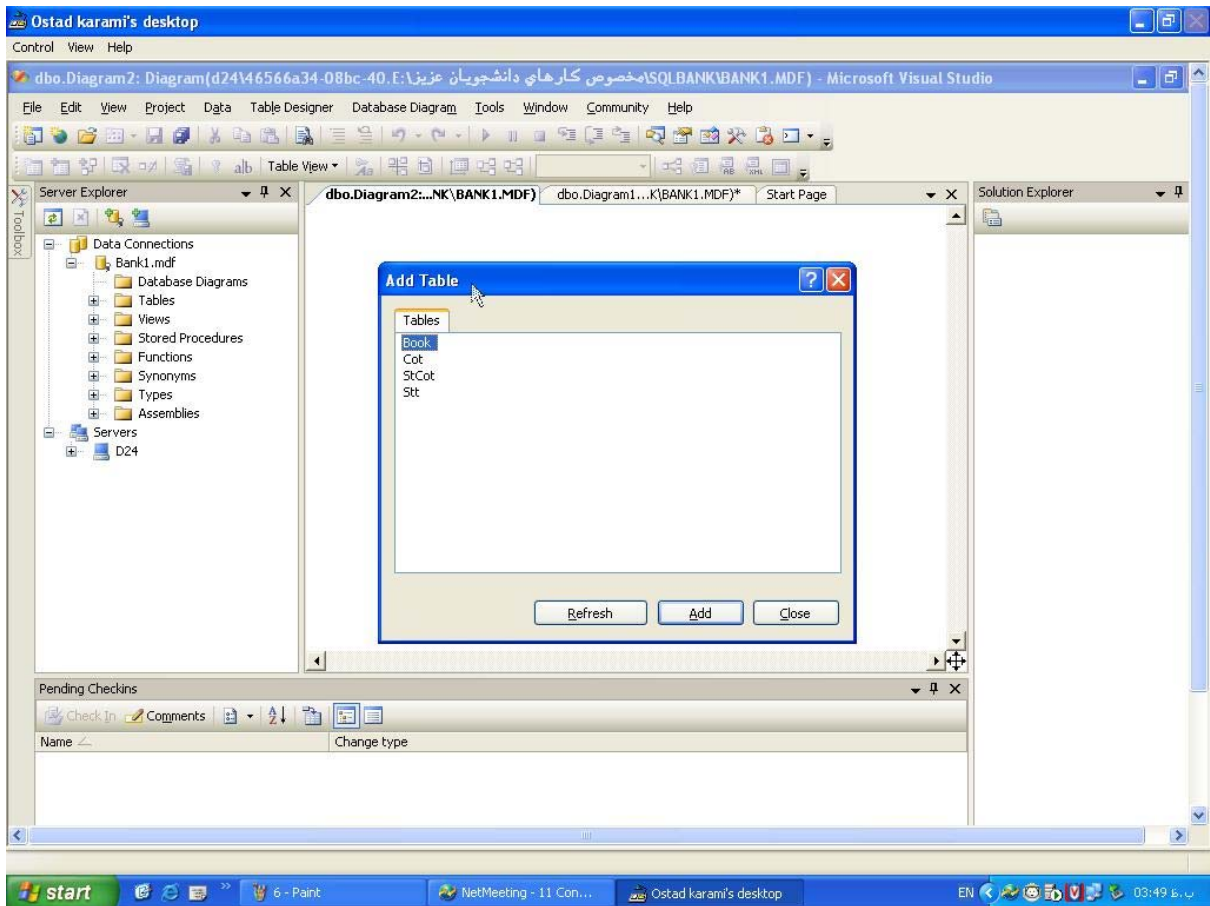 Ostad karami's desktop
Control View Help
dbo.Diagram2: Diagram(d24\46566a34-08bc-40.E:\مخصوص كارهاي دانشجويان عزيز\SQLBANK\BANK1.MDF) - Microsoft Visual Studio
File Edit View Project Data Table Designer Database Diagram Tools Window Community Help
alb Table View
Server Explorer
dbo.Diagram2:...NK\BANK1.MDF) dbo.Diagram1...K\BANK1.MDF)* Start Page
Solution Explorer
Toolbox
Data Connections
Bank1.mdf
Database Diagrams
Tables
Views
Stored Procedures
Functions
Synonyms
Types
Assemblies
Servers
D24
Add Table
Tables
Book
Cot
StCot
Stt
Refresh Add Close
Pending Checkins
Check In Comments
Name Change type
start 6 - Paint NetMeeting - 11 Con... Ostad karami's desktop EN 03:49 ب.ظ